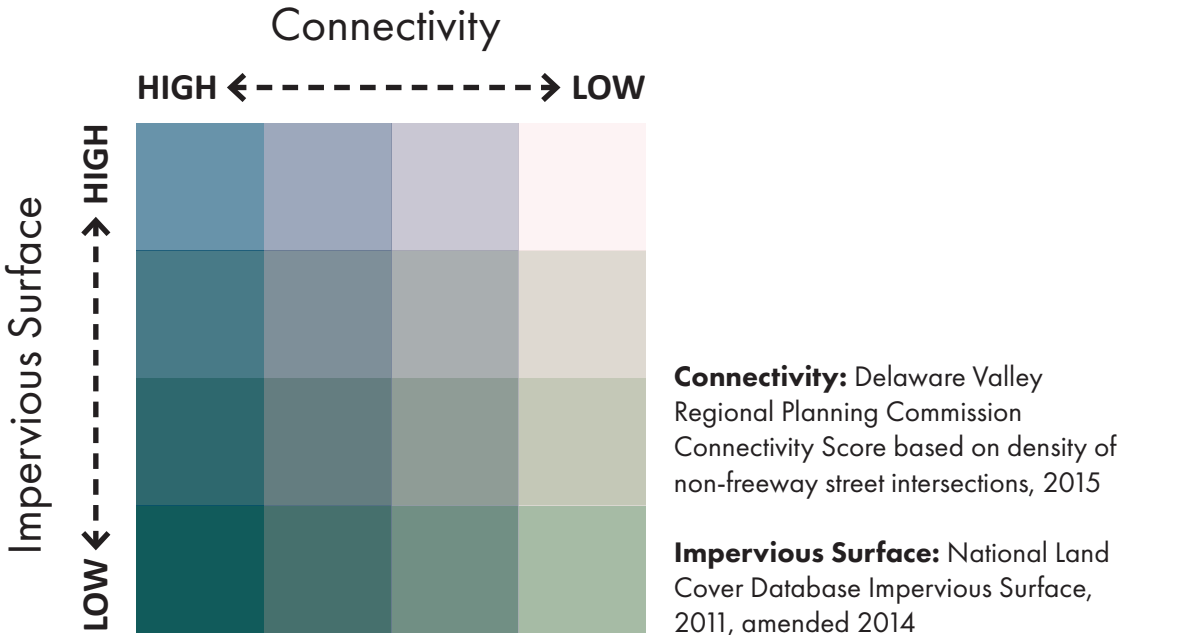 Connectivity
HIGH LOW
HIGH
Impervious Surface
LOW
Connectivity: Delaware Valley
Regional Planning Commission
Connectivity Score based on density of
non-freeway street intersections, 2015
Impervious Surface: National Land
Cover Database Impervious Surface,
2011, amended 2014